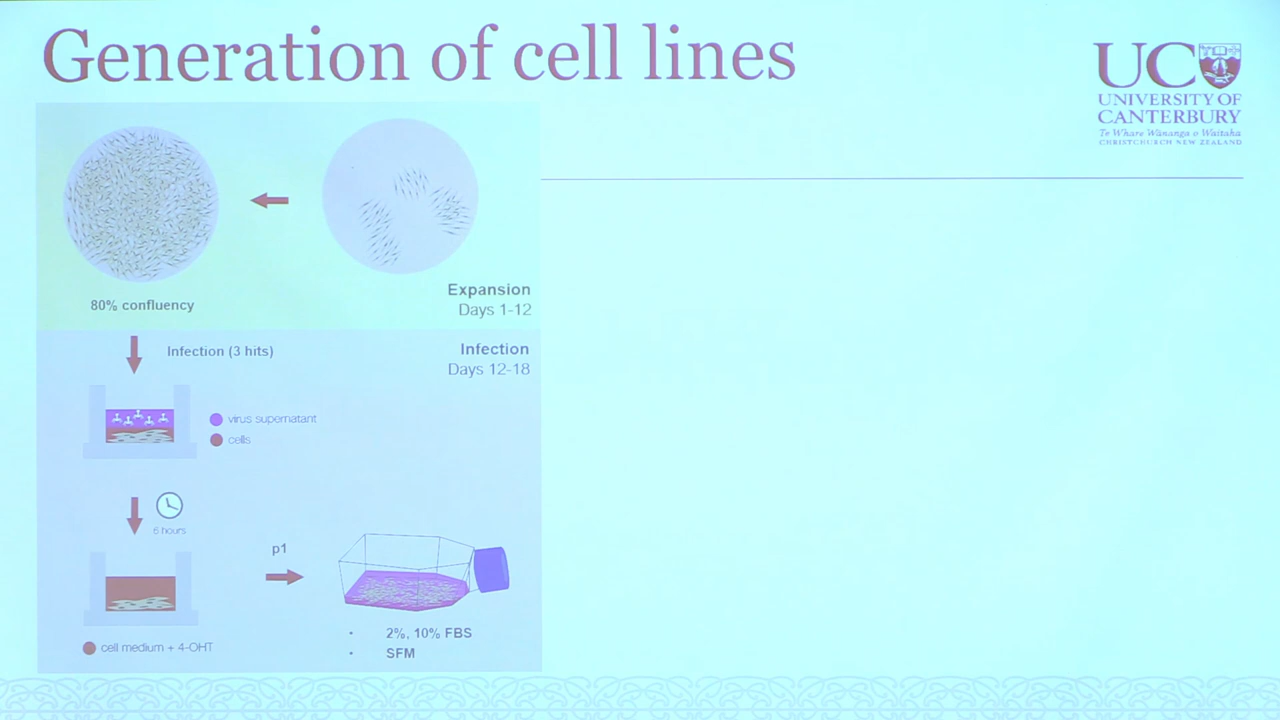 Generation of cell lines
UC
UNIVERSITY OF
CANTERBURY
Te Whare Wānanga o Waitaha
CHRISTCHURCH NEW ZEALAND
80% confluency
Expansion
Days 1-12
Infection (3 hits)
Infection
Days 12-18
virus supernatant
cells
6 hours
p1
cell medium + 4-OHT
• 2%, 10% FBS
• SFM